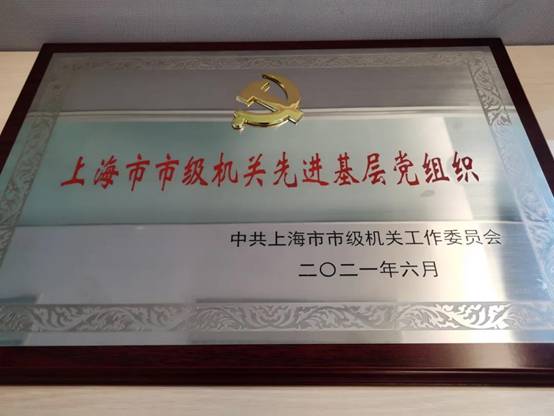 上海市市级机关先进基层党组织
中共上海市市级机关工作委员会
二〇二一年六月